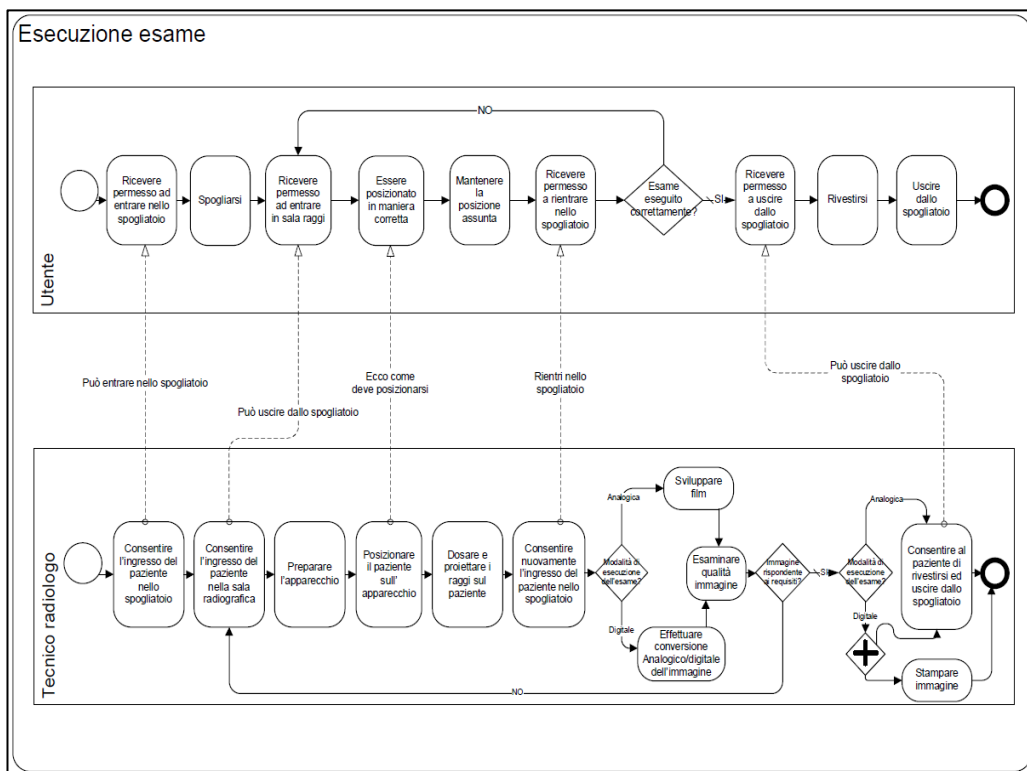 Esecuzione esame
Utente
NO
Ricevere
permesso ad
entrare nello
spogliatoio
Spogliarsi
Ricevere
permesso
ad entrare
in sala raggi
Essere
posizionato
in maniera
corretta
Mantenere
la
posizione
assunta
Ricevere
permesso
a rientrare
nello
spogliatoio
Esame
eseguito
correttamente?
SI
Ricevere
permesso
a uscire
dallo
spogliatoio
Rivestirsi
Uscire
dallo
spogliatoio
Può entrare nello spogliatoio
Può uscire dallo spogliatoio
Ecco come
deve posizionarsi
Rientri nello
spogliatoio
Può uscire dallo
spogliatoio
Tecnico radiologo
Consentire
l'ingresso del
paziente
nello
spogliatoio
Consentire
l'ingresso del
paziente
nella sala
radiografica
Preparare
l'apparecchio
Posizionare
il paziente
sull'
apparecchio
Dosare e
proiettare i
raggi sul
paziente
Consentire
nuovamente
l'ingresso del
paziente nello
spogliatoio
Modalità di
esecuzione
dell'esame?
Analogica
Sviluppare
film
Digitale
Effettuare
conversione
Analogico/digitale
dell'immagine
Esaminare
qualità
immagine
Immagine
rispondente
ai requisiti?
SI
NO
Modalità di
esecuzione
dell'esame?
Analogica
Digitale
Consentire al
paziente di
rivestirsi ed
uscire dallo
spogliatoio
Stampare
immagine